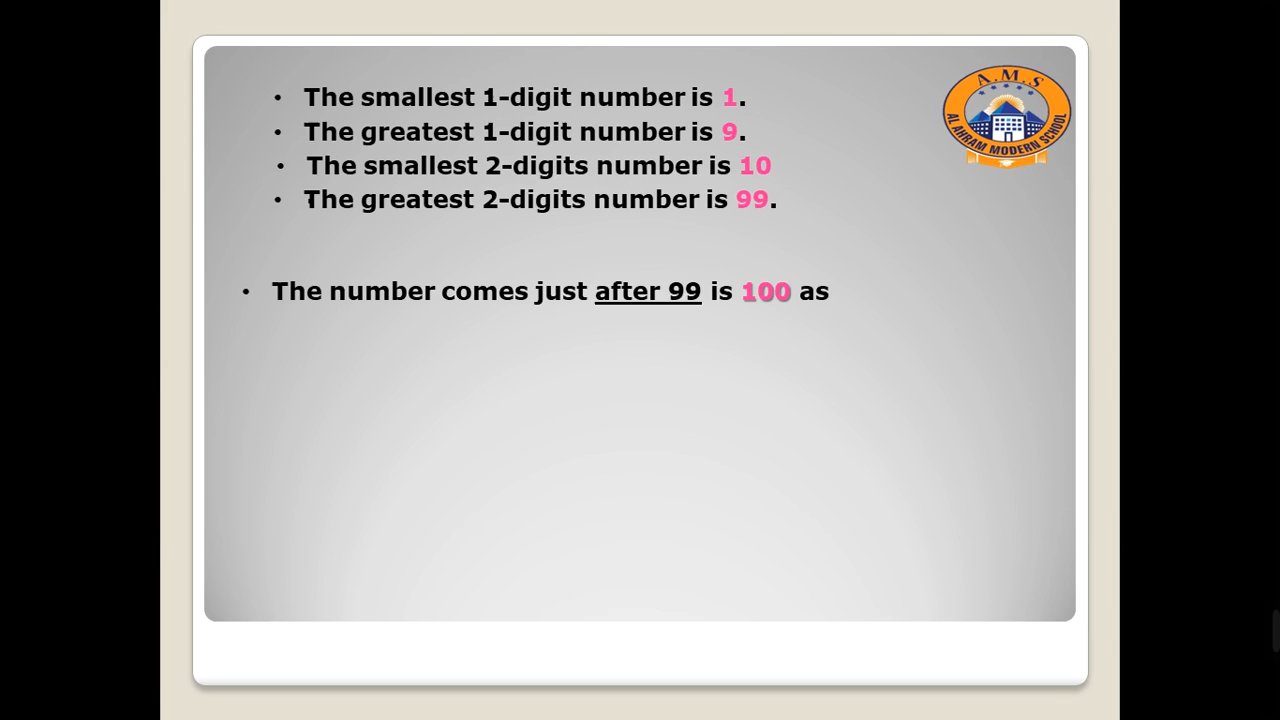 • The smallest 1-digit number is 1.
• The greatest 1-digit number is 9.
• The smallest 2-digits number is 10
• The greatest 2-digits number is 99.
• The number comes just after 99 is 100 as
A.M.S
AL AHRAM MODERN SCHOOL